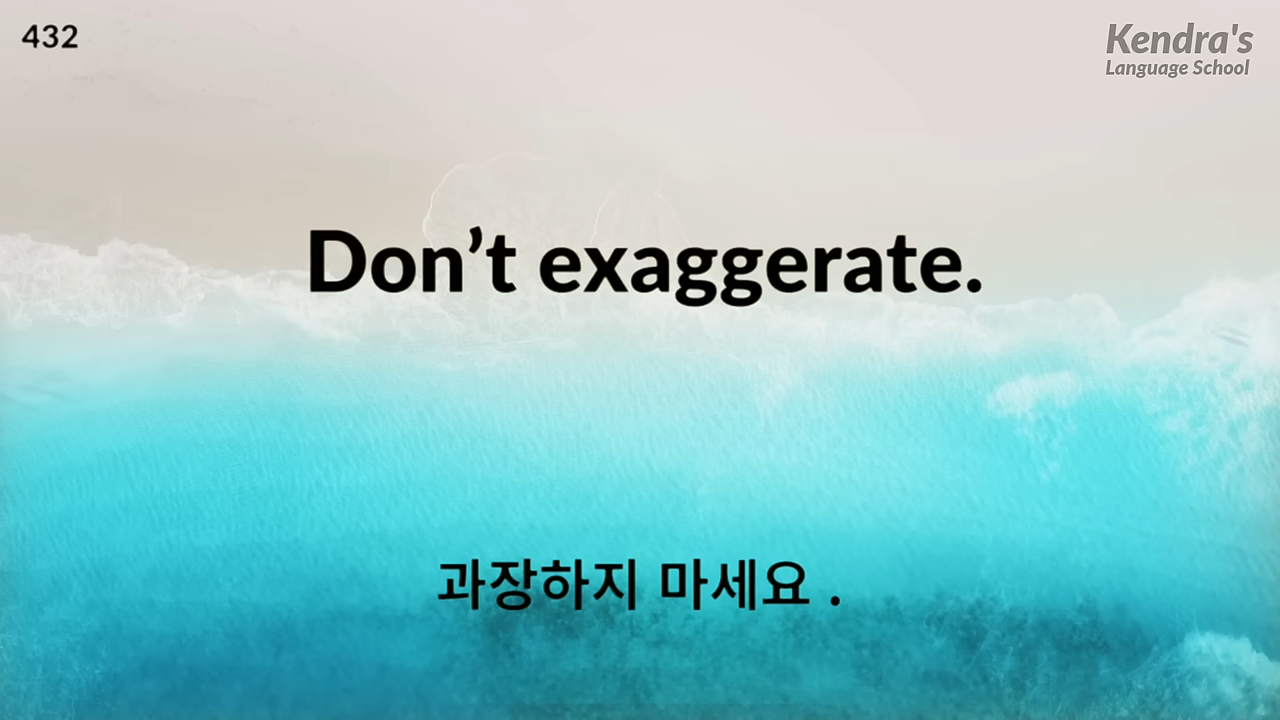 432
Kendra's
Language School
Don’t exaggerate.
과장하지 마세요 .